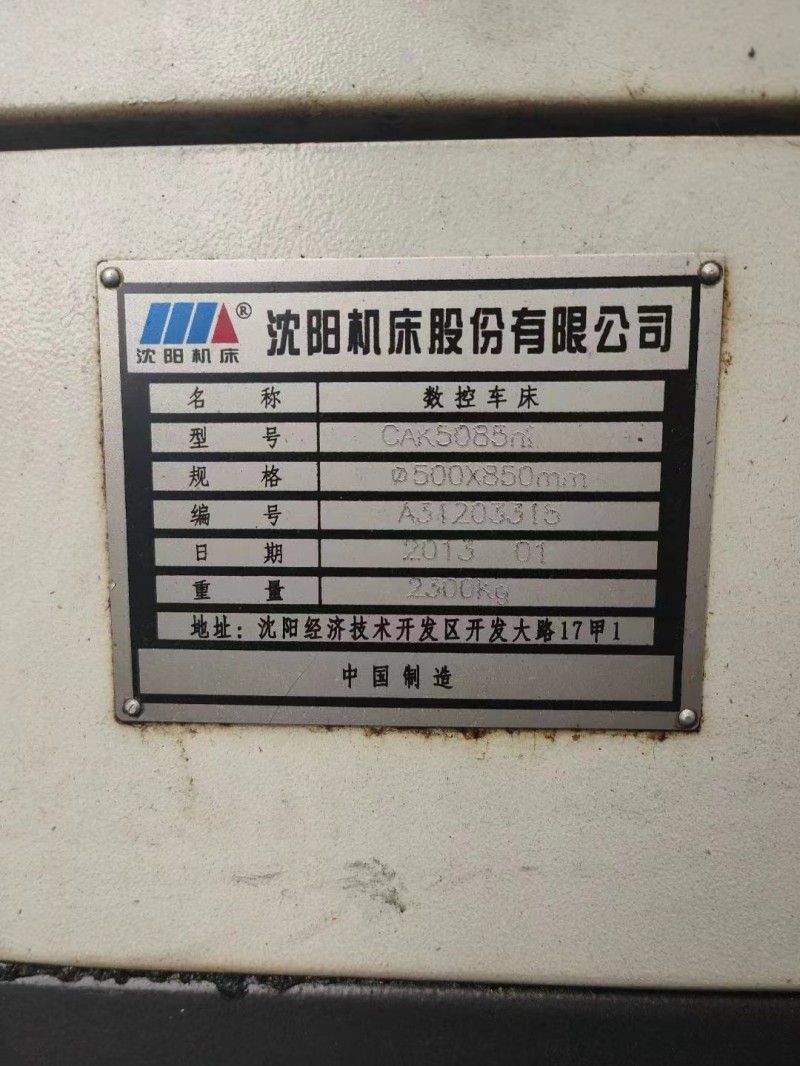 沈阳机床® 沈阳机床股份有限公司
名 称 数控车床
型 号 CAK5085ni
规 格 Ø500X850mm
编 号 A31203315
日 期 2013 01
重 量 2300Kg
地址：沈阳经济技术开发区开发大路17甲1
中国制造